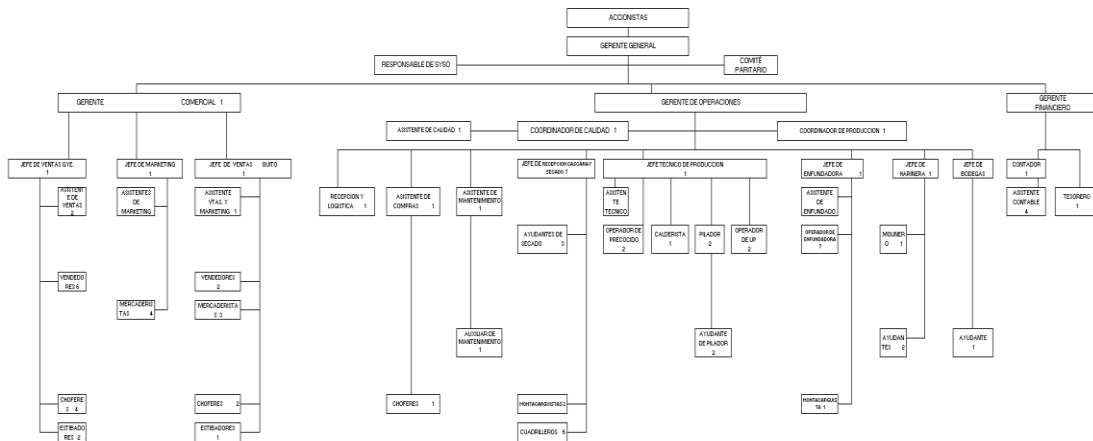 ACCIONISTAS
GERENTE GENERAL
RESPONSABLE DE SYSO
COMITÉ
PARITARIO
GERENTE COMERCIAL 1
GERENTE DE OPERACIONES
GERENTE
FINANCIERO
ASISTENTE DE CALIDAD 1
COORDINADOR DE CALIDAD 1
COORDINADOR DE PRODUCCION 1
JEFE DE VENTAS GYE.
1
JEFE DE MARKETING
1
JEFE DE VENTAS QUITO
1
RECEPCION Y
LOGISTICA 1
ASISTENTE DE
COMPRAS 1
ASISTENTE DE
MANTENIMIENTO
1
JEFE DE RECEPCION CASCARA Y
SECADO 1
JEFE TECNICO DE PRODUCCION
1
JEFE DE
ENFUNDADORA 1
JEFE DE
HARINERA 1
JEFE DE
BODEGAS
CONTADOR
1
TESORERO
1
ASISTENT
E DE
VENTAS
2
ASISTENTES
DE
MARKETING
ASISTENTE
VTAS. Y
MARKETING 1
ASISTEN
TE
TECNICO
ASISTENTE
DE
ENFUNDADO
ASISTENTE
CONTABLE
4
AYUDANTES DE
SECADO 3
OPERADOR DE
PRECOCIDO
2
CALDERISTA
1
PILADOR
2
OPERADOR
DE UP
2
OPERADOR DE
ENFUNDADORA
7
MOLINER
O 1
VENDEDO
RES 6
VENDEDORES
2
MERCADERIS
TAS 4
MERCADERISTA
S 3
AUXILIAR DE
MANTENIMIENTO
1
AYUDANTE
DE PILADOR
2
AYUDAN
TES 2
AYUDANTE
1
CHOFERE
S 4
CHOFERES 2
CHOFERES 1
MONTACARGUISTAS 2
MONTACARGUIS
TA 1
ESTIBADO
RES 2
ESTIBADORES
1
CUADRILLEROS 6